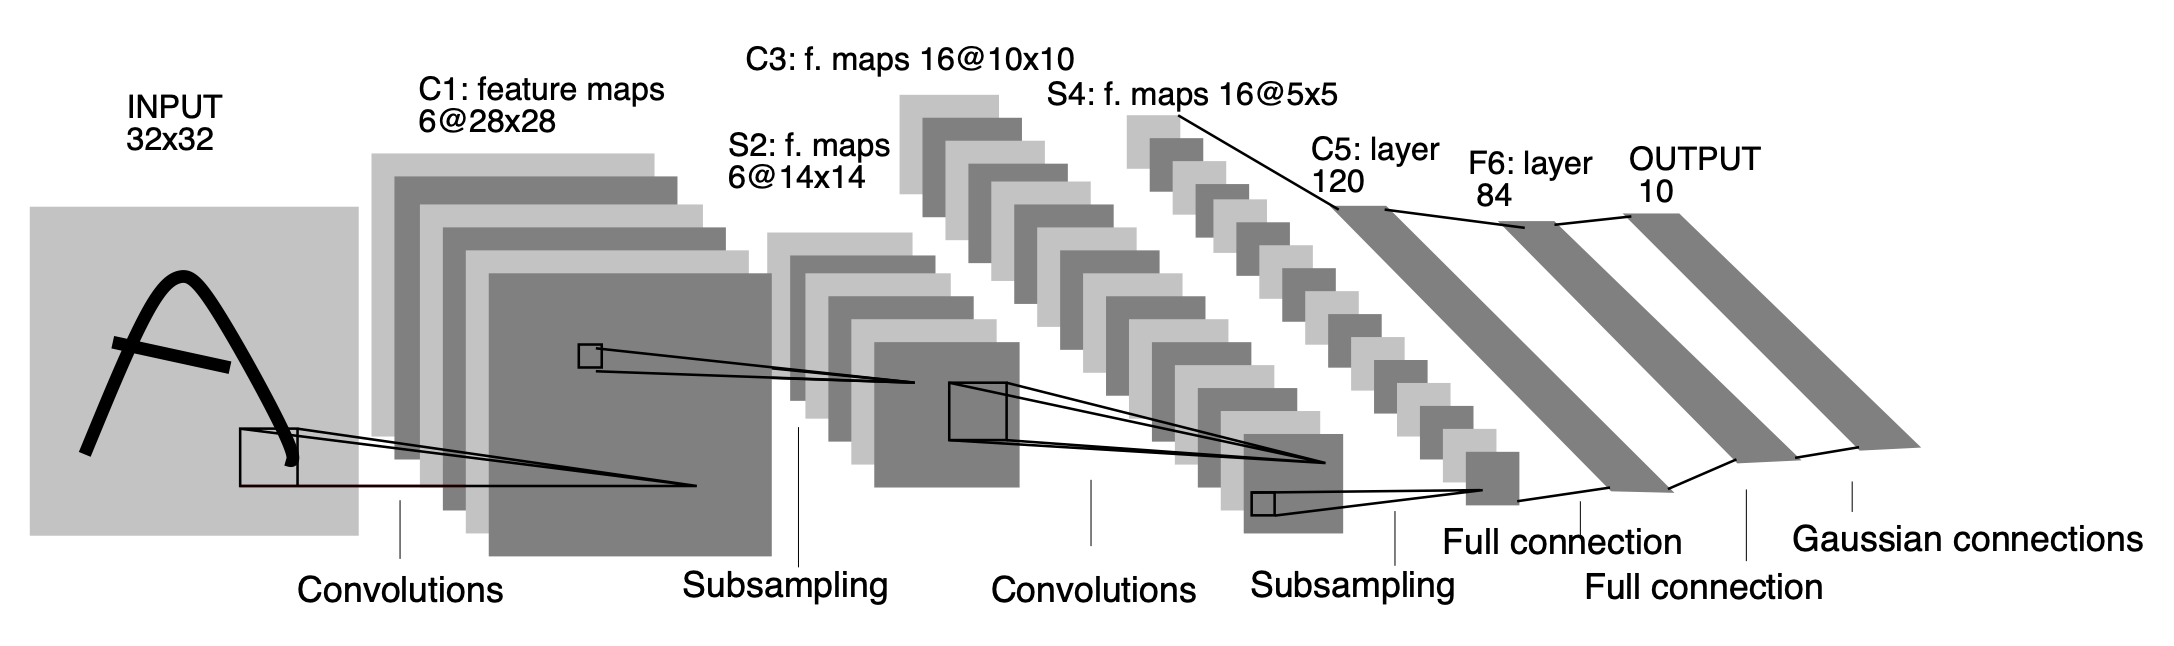 INPUT
32x32
C1: feature maps
6@28x28
S2: f. maps
6@14x14
C3: f. maps 16@10x10
S4: f. maps 16@5x5
C5: layer
120
F6: layer
84
OUTPUT
10
Convolutions
Subsampling
Convolutions
Subsampling
Full connection
Full connection
Gaussian connections